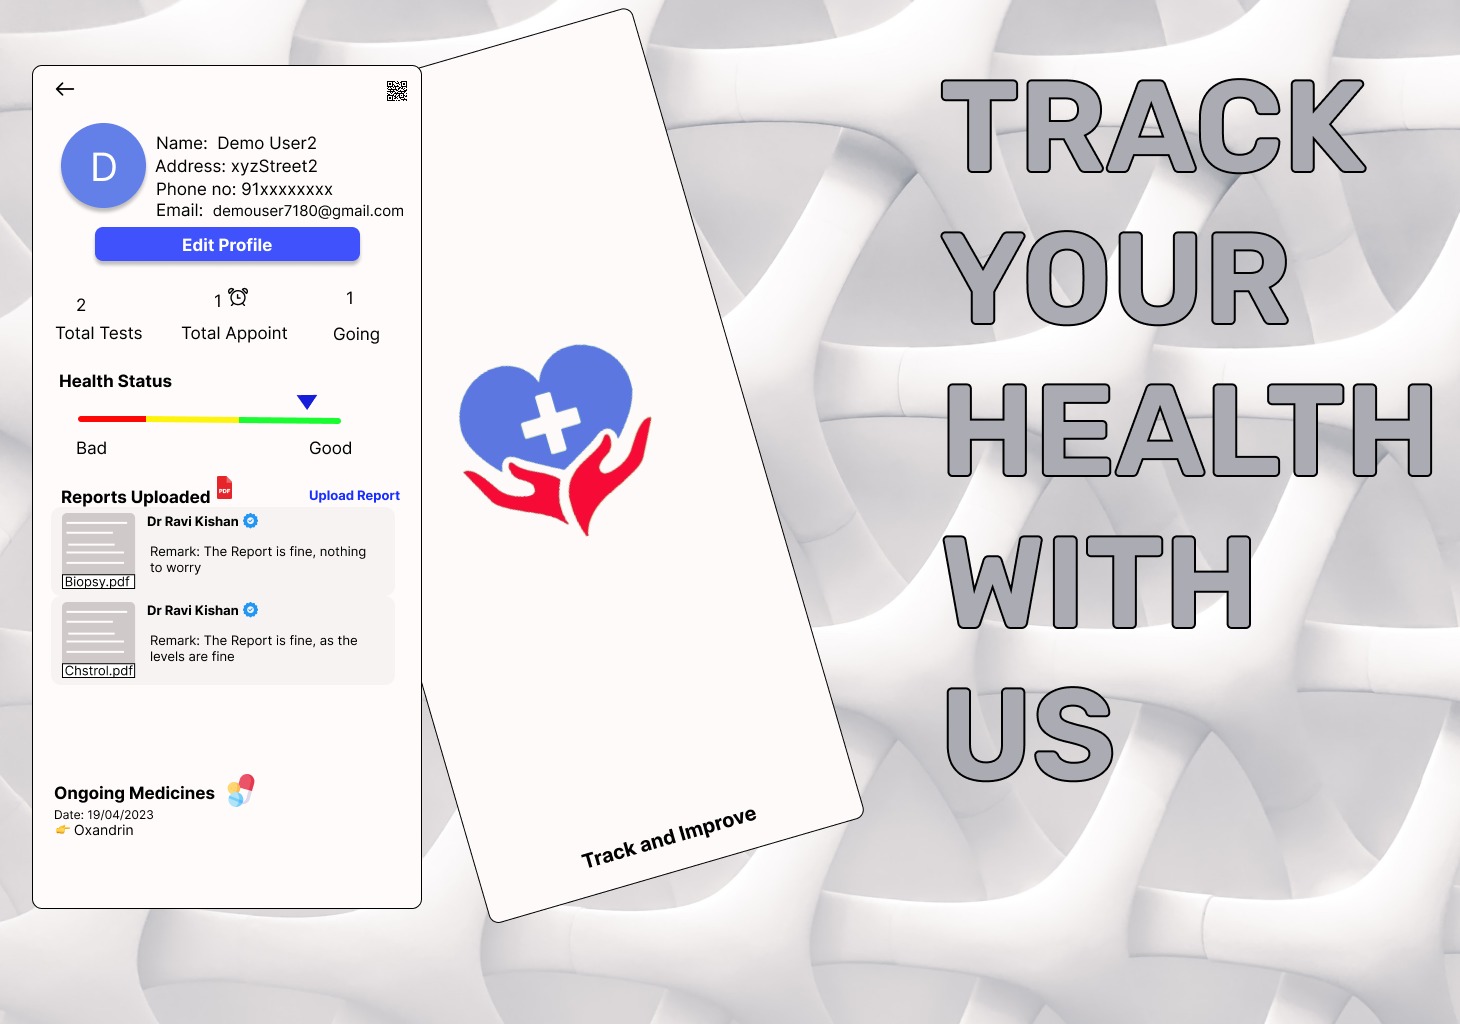 D
Name: Demo User2
Address: xyzStreet2
Phone no: 91xxxxxxxx
Email: demouser7180@gmail.com
Edit Profile
2
1
1
Total Tests
Total Appoint
Going
Health Status
Bad
Good
Reports Uploaded
PDF
Upload Report
Dr Ravi Kishan
Remark: The Report is fine, nothing
to worry
Biopsy.pdf
Dr Ravi Kishan
Remark: The Report is fine, as the
levels are fine
Chstrol.pdf
Ongoing Medicines
Date: 19/04/2023
👉 Oxandrin
Track and Improve
TRACK
YOUR
HEALTH
WITH
US